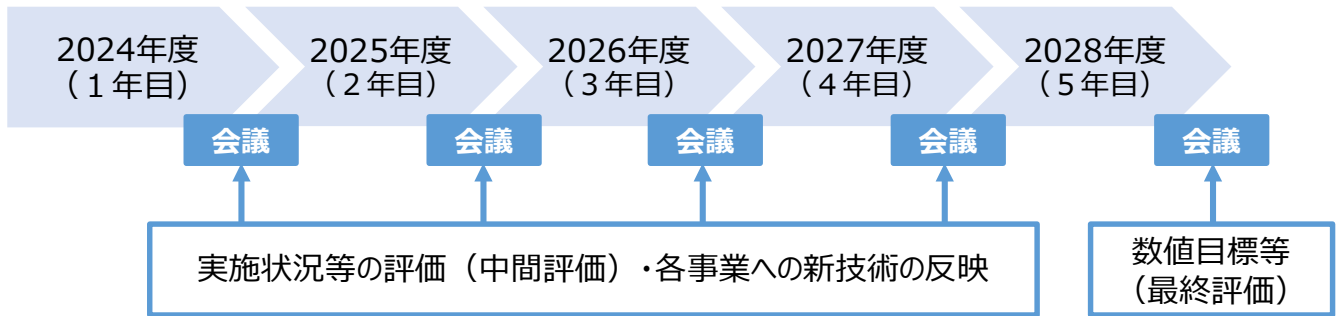 2024年度
（１年目）
2025年度
（２年目）
2026年度
（３年目）
2027年度
（４年目）
2028年度
（５年目）
会議
会議
会議
会議
会議
実施状況等の評価（中間評価）・各事業への新技術の反映
数値目標等
（最終評価）